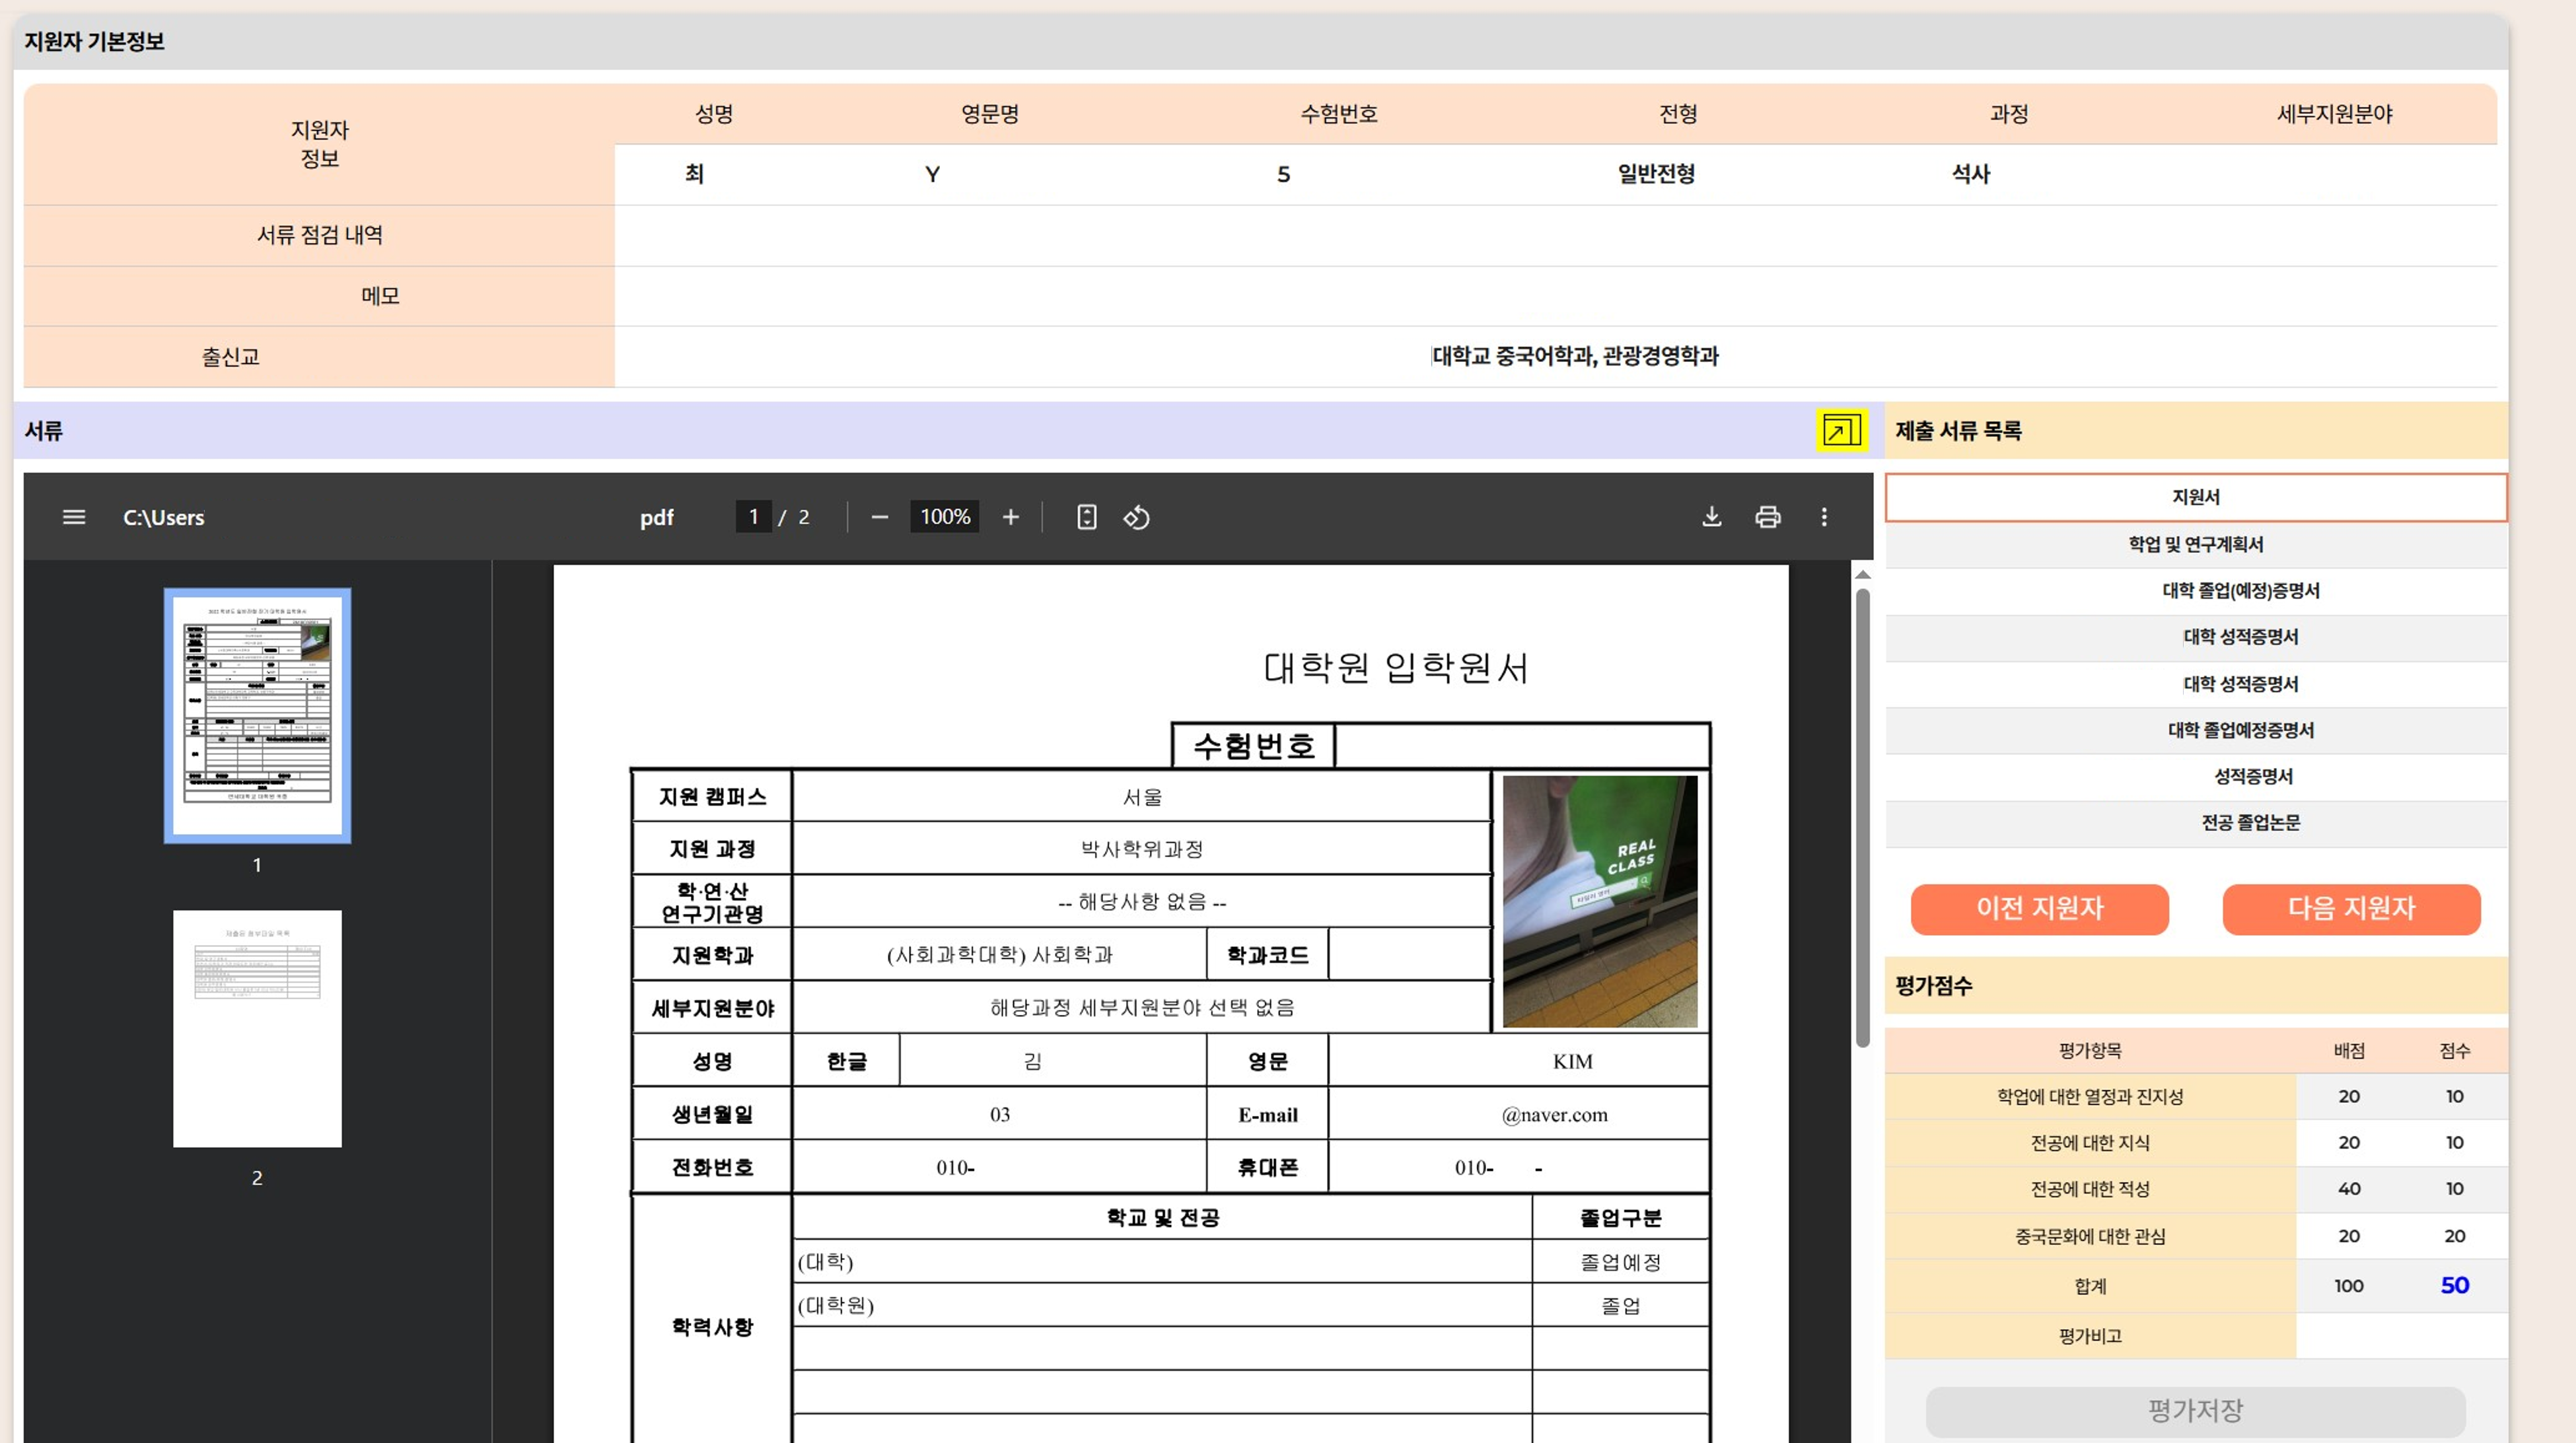 지원자 기본정보
지원자
정보
성명 영문명 수험번호 전형 과정 세부지원분야
최 Y 5 일반전형 석사
서류 점검 내역
메모
출신교 대학교 중국어학과, 관광경영학과
서류
제출 서류 목록
C:\Users pdf 1 / 2 100%
1
2
대학원 입학원서
수험번호
지원 캠퍼스 서울
지원 과정 박사학위과정
학·연·산
연구기관명
-- 해당사항 없음 --
지원학과 (사회과학대학) 사회학과 학과코드
세부지원분야 해당과정 세부지원분야 선택 없음
REAL
CLASS
성명 한글 김 영문 KIM
생년월일 03 E-mail @naver.com
전화번호 010- 휴대폰 010- -
학력사항
학교 및 전공 졸업구분
(대학) 졸업예정
(대학원) 졸업
지원서
학업 및 연구계획서
대학 졸업(예정)증명서
대학 성적증명서
대학 성적증명서
대학 졸업예정증명서
성적증명서
전공 졸업논문
이전 지원자 다음 지원자
평가점수
평가항목 배점 점수
학업에 대한 열정과 진지성 20 10
전공에 대한 지식 20 10
전공에 대한 적성 40 10
중국문화에 대한 관심 20 20
합계 100 50
평가비고
평가저장